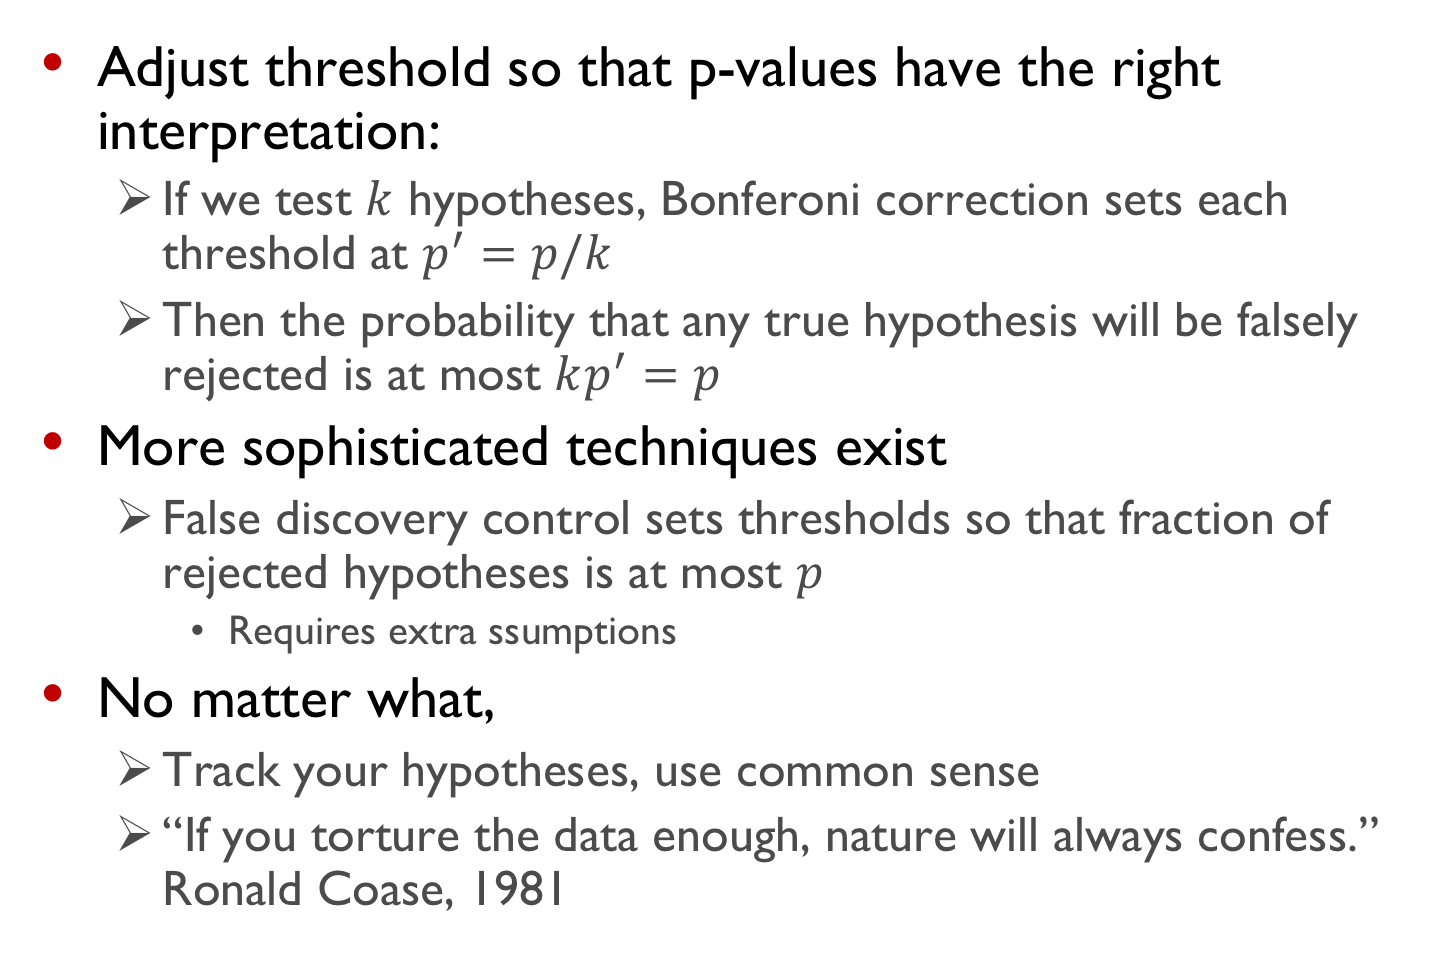 • Adjust threshold so that p-values have the right
interpretation:
➢ If we test k hypotheses, Bonferoni correction sets each
threshold at p′ = p/k
➢ Then the probability that any true hypothesis will be falsely
rejected is at most kp′ = p
• More sophisticated techniques exist
➢ False discovery control sets thresholds so that fraction of
rejected hypotheses is at most p
• Requires extra ssumptions
• No matter what,
➢ Track your hypotheses, use common sense
➢ “If you torture the data enough, nature will always confess.”
Ronald Coase, 1981